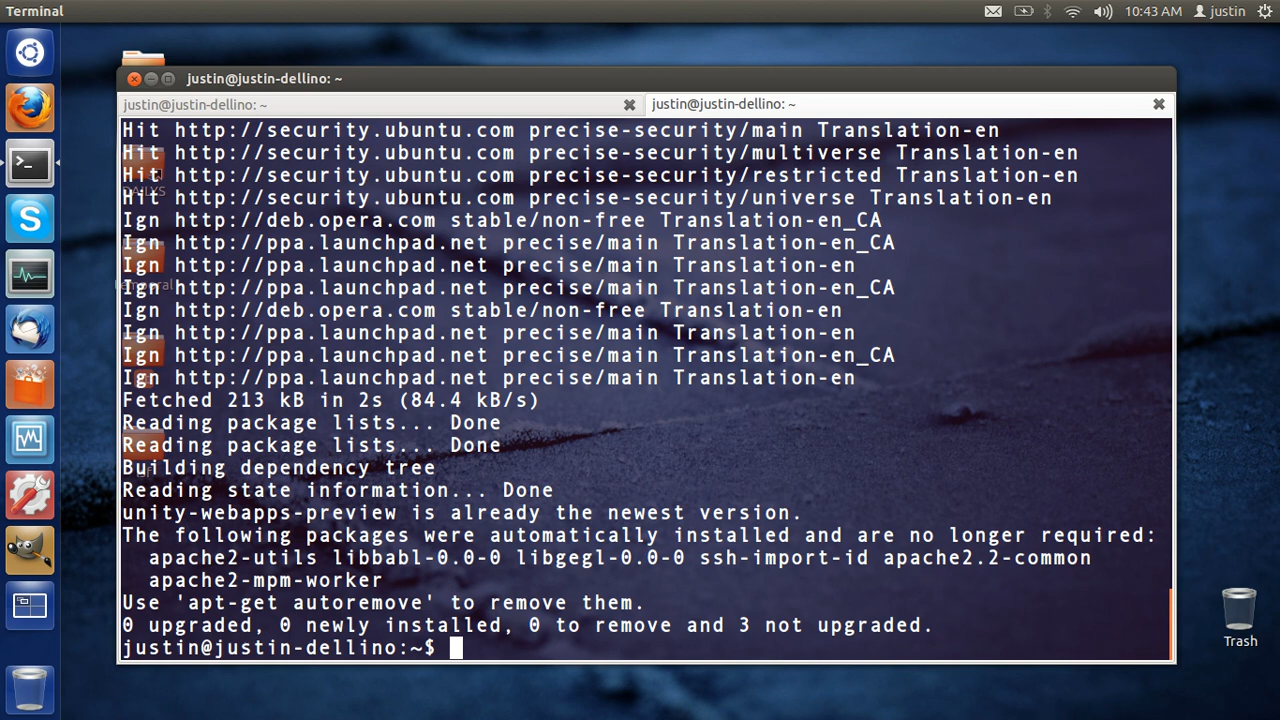 Terminal
10:43 AM justin
justin@justin-dellino: ~
justin@justin-dellino: ~
justin@justin-dellino: ~
Hit http://security.ubuntu.com precise-security/main Translation-en
Hit http://security.ubuntu.com precise-security/multiverse Translation-en
Hit http://security.ubuntu.com precise-security/restricted Translation-en
Hit http://security.ubuntu.com precise-security/universe Translation-en
Ign http://deb.opera.com stable/non-free Translation-en_CA
Ign http://ppa.launchpad.net precise/main Translation-en_CA
Ign http://ppa.launchpad.net precise/main Translation-en
Ign http://ppa.launchpad.net precise/main Translation-en_CA
Ign http://deb.opera.com stable/non-free Translation-en
Ign http://ppa.launchpad.net precise/main Translation-en
Ign http://ppa.launchpad.net precise/main Translation-en_CA
Ign http://ppa.launchpad.net precise/main Translation-en
Fetched 213 kB in 2s (84.4 kB/s)
Reading package lists... Done
Reading package lists... Done
Building dependency tree
Reading state information... Done
unity-webapps-preview is already the newest version.
The following packages were automatically installed and are no longer required:
  apache2-utils libbabl-0.0-0 libgegl-0.0-0 ssh-import-id apache2.2-common
  apache2-mpm-worker
Use 'apt-get autoremove' to remove them.
0 upgraded, 0 newly installed, 0 to remove and 3 not upgraded.
justin@justin-dellino:~$
Trash